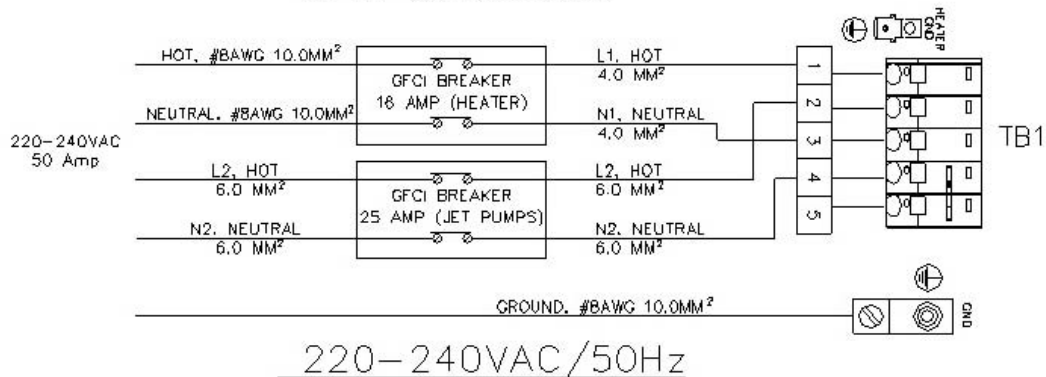 HOT, #8AWG 10.0MM²
NEUTRAL. #8AWG 10.0MM²
220-240VAC
50 Amp
L2, HOT
6.0 MM²
N2. NEUTRAL
6.0 MM²
GFCI BREAKER
16 AMP (HEATER)
GFCI BREAKER
25 AMP (JET PUMPS)
L1, HOT
4.0 MM²
N1, NEUTRAL
4.0 MM²
L2, HOT
6.0 MM²
N2. NEUTRAL
6.0 MM²
1
2
3
4
5
HEATER
GND
TB1
GROUND. #8AWG 10.0MM²
GND
220-240VAC/50Hz